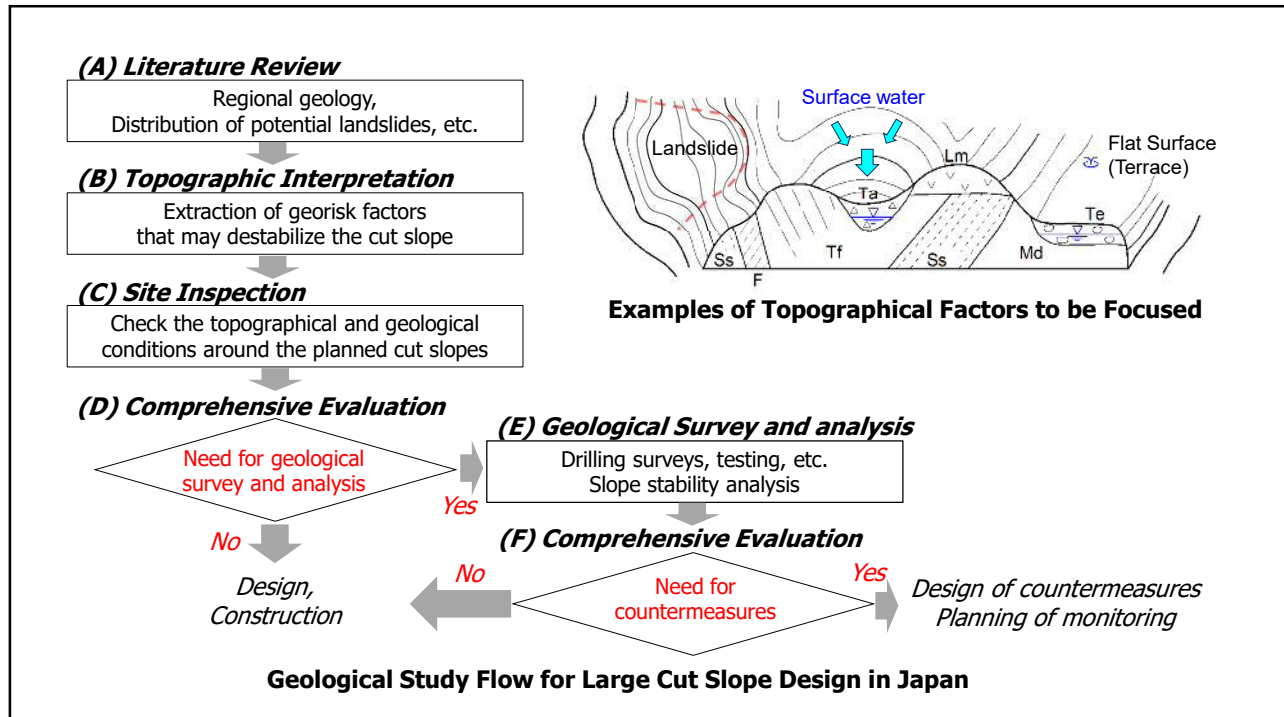 (A) Literature Review
Regional geology,
Distribution of potential landslides, etc.
(B) Topographic Interpretation
Extraction of georisk factors
that may destabilize the cut slope
(C) Site Inspection
Check the topographical and geological
conditions around the planned cut slopes
(D) Comprehensive Evaluation
Need for geological
survey and analysis
Yes
No
Design,
Construction
(E) Geological Survey and analysis
Drilling surveys, testing, etc.
Slope stability analysis
(F) Comprehensive Evaluation
Need for
countermeasures
No
Yes
Design of countermeasures
Planning of monitoring
Surface water
Landslide
Lm
Flat Surface
(Terrace)
Ta
Te
Ss
F
Tf
Ss
Md
Examples of Topographical Factors to be Focused
Geological Study Flow for Large Cut Slope Design in Japan